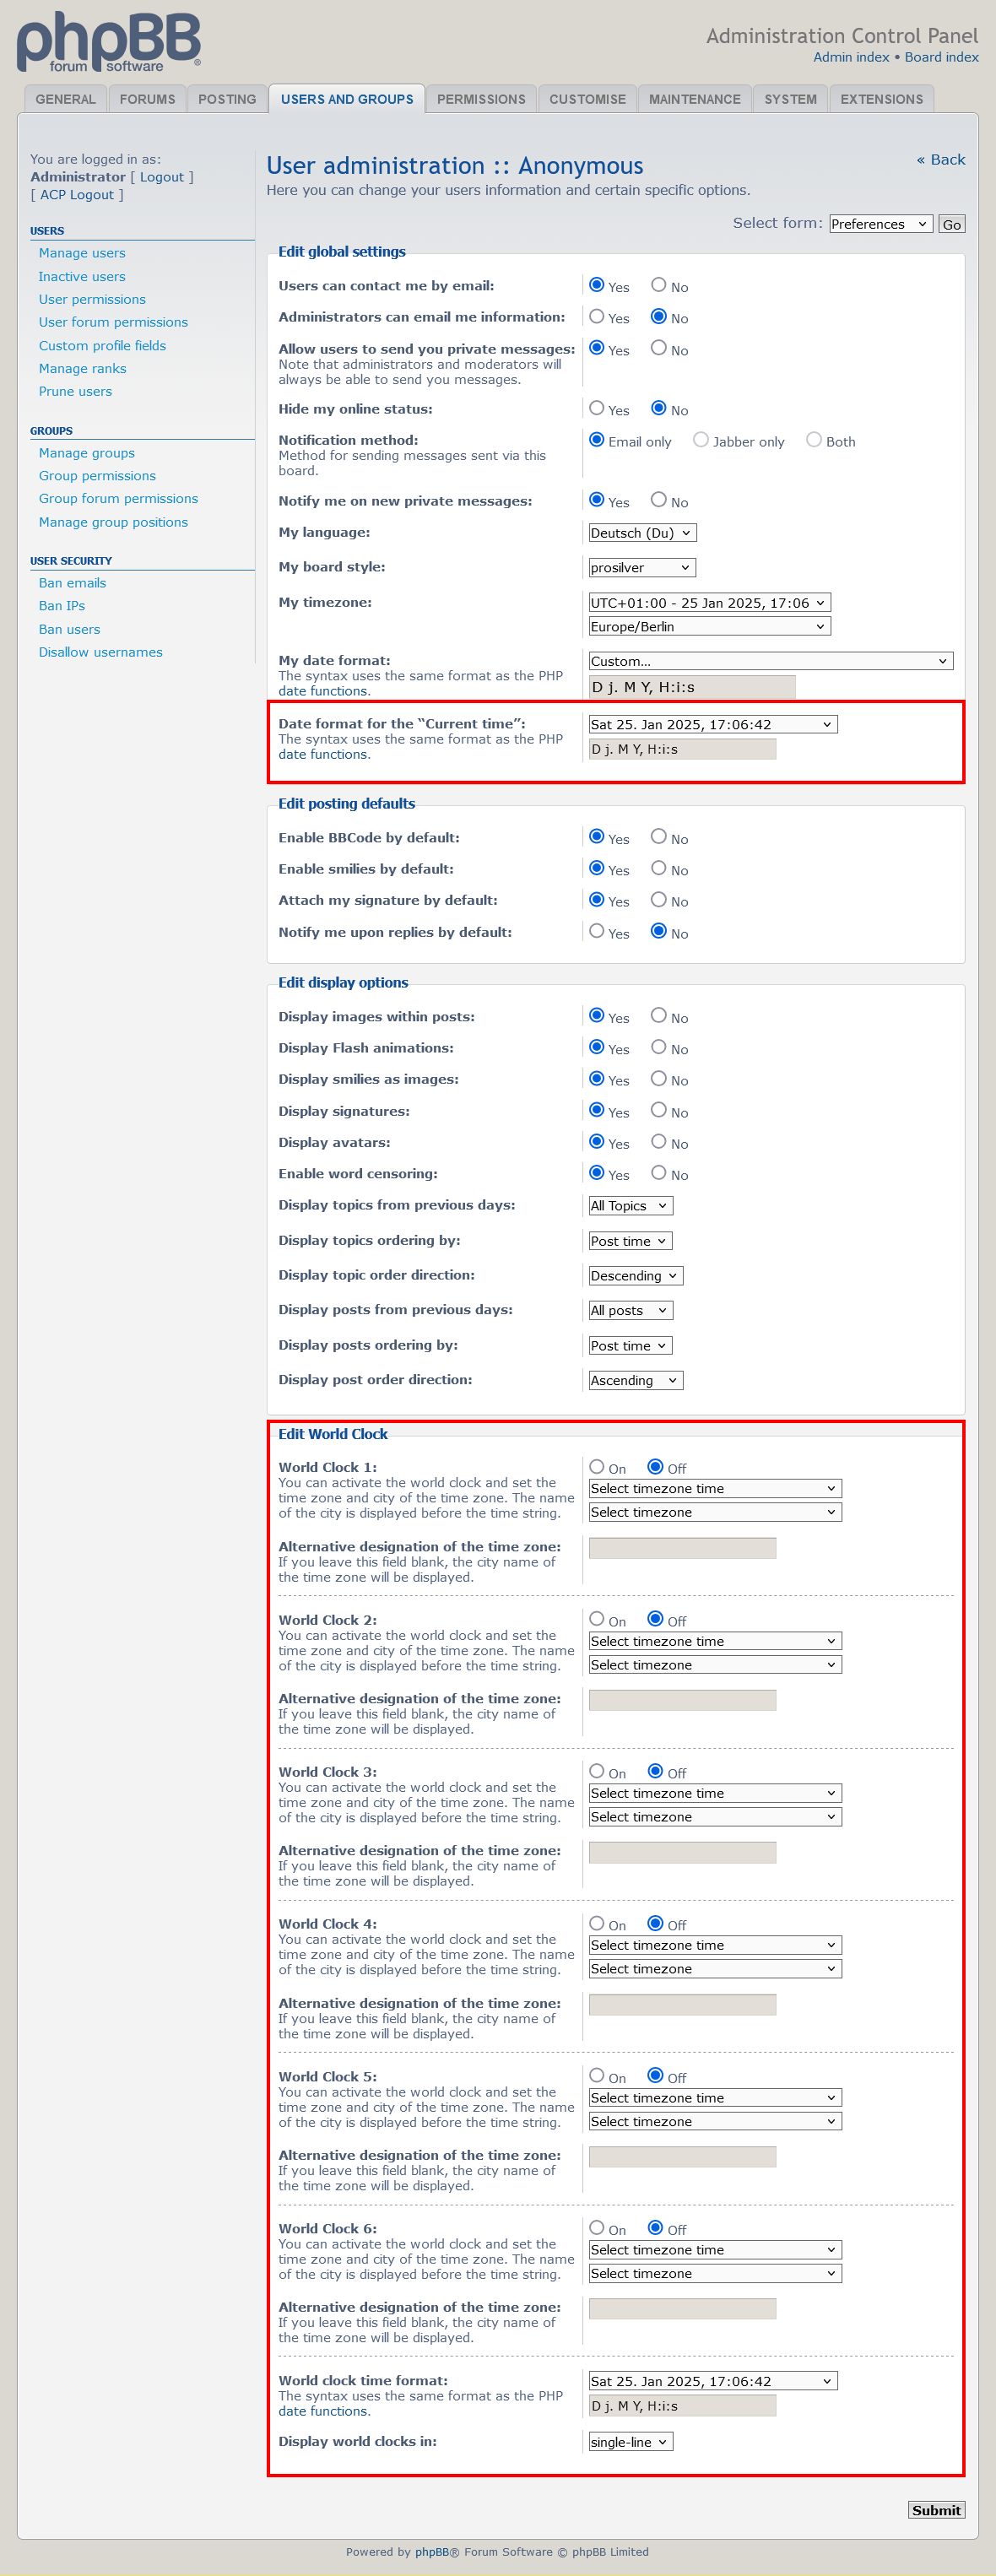 phpBB®
forum software
Administration Control Panel
Admin index • Board index
GENERAL FORUMS POSTING USERS AND GROUPS PERMISSIONS CUSTOMISE MAINTENANCE SYSTEM EXTENSIONS
You are logged in as:
Administrator [ Logout ]
[ ACP Logout ]
USERS
Manage users
Inactive users
User permissions
User forum permissions
Custom profile fields
Manage ranks
Prune users
GROUPS
Manage groups
Group permissions
Group forum permissions
Manage group positions
USER SECURITY
Ban emails
Ban IPs
Ban users
Disallow usernames
« Back
User administration :: Anonymous
Here you can change your users information and certain specific options.
Select form: Preferences Go
Edit global settings
Users can contact me by email: Yes No
Administrators can email me information: Yes No
Allow users to send you private messages: Yes No
Note that administrators and moderators will
always be able to send you messages.
Hide my online status: Yes No
Notification method: Email only Jabber only Both
Method for sending messages sent via this
board.
Notify me on new private messages: Yes No
My language: Deutsch (Du)
My board style: prosilver
My timezone: UTC+01:00 - 25 Jan 2025, 17:06
Europe/Berlin
My date format: Custom...
The syntax uses the same format as the PHP
date functions. D j. M Y, H:i:s
Date format for the “Current time”: Sat 25. Jan 2025, 17:06:42
The syntax uses the same format as the PHP D j. M Y, H:i:s
date functions.
Edit posting defaults
Enable BBCode by default: Yes No
Enable smilies by default: Yes No
Attach my signature by default: Yes No
Notify me upon replies by default: Yes No
Edit display options
Display images within posts: Yes No
Display Flash animations: Yes No
Display smilies as images: Yes No
Display signatures: Yes No
Display avatars: Yes No
Enable word censoring: Yes No
Display topics from previous days: All Topics
Display topics ordering by: Post time
Display topic order direction: Descending
Display posts from previous days: All posts
Display posts ordering by: Post time
Display post order direction: Ascending
Edit World Clock
World Clock 1: On Off
You can activate the world clock and set the Select timezone time
time zone and city of the time zone. The name
of the city is displayed before the time string. Select timezone
Alternative designation of the time zone:
If you leave this field blank, the city name of
the time zone will be displayed.
World Clock 2: On Off
You can activate the world clock and set the Select timezone time
time zone and city of the time zone. The name
of the city is displayed before the time string. Select timezone
Alternative designation of the time zone:
If you leave this field blank, the city name of
the time zone will be displayed.
World Clock 3: On Off
You can activate the world clock and set the Select timezone time
time zone and city of the time zone. The name
of the city is displayed before the time string. Select timezone
Alternative designation of the time zone:
If you leave this field blank, the city name of
the time zone will be displayed.
World Clock 4: On Off
You can activate the world clock and set the Select timezone time
time zone and city of the time zone. The name
of the city is displayed before the time string. Select timezone
Alternative designation of the time zone:
If you leave this field blank, the city name of
the time zone will be displayed.
World Clock 5: On Off
You can activate the world clock and set the Select timezone time
time zone and city of the time zone. The name
of the city is displayed before the time string. Select timezone
Alternative designation of the time zone:
If you leave this field blank, the city name of
the time zone will be displayed.
World Clock 6: On Off
You can activate the world clock and set the Select timezone time
time zone and city of the time zone. The name
of the city is displayed before the time string. Select timezone
Alternative designation of the time zone:
If you leave this field blank, the city name of
the time zone will be displayed.
World clock time format: Sat 25. Jan 2025, 17:06:42
The syntax uses the same format as the PHP
date functions. D j. M Y, H:i:s
Display world clocks in: single-line
Submit
Powered by phpBB® Forum Software © phpBB Limited